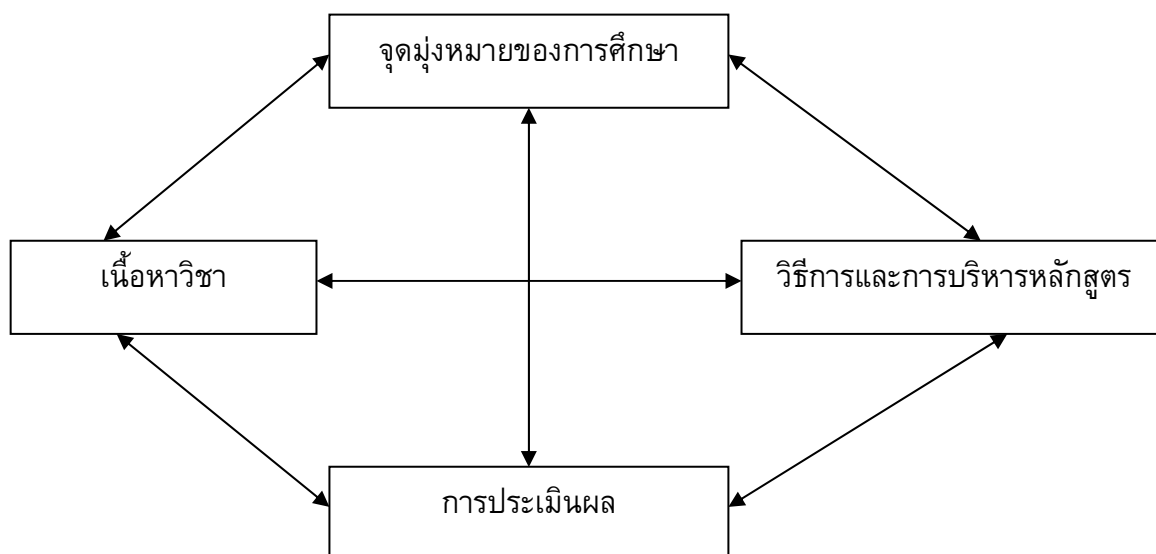 จุดมุ่งหมายของการศึกษา
เนื้อหาวิชา
วิธีการและการบริหารหลักสูตร
การประเมินผล